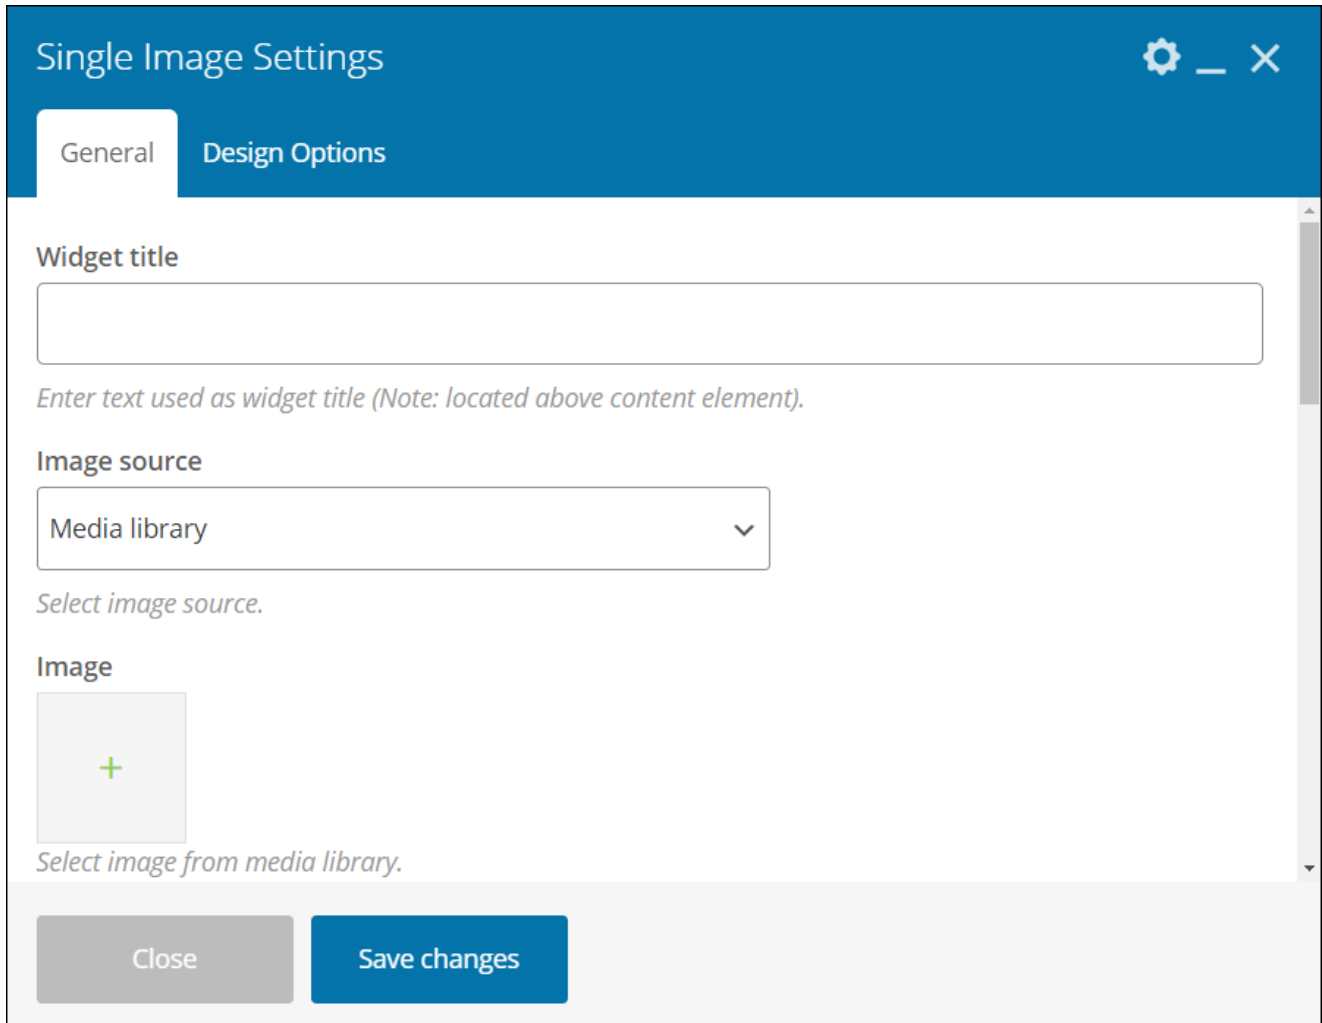 Single Image Settings
General
Design Options
Widget title
Enter text used as widget title (Note: located above content element).
Image source
Media library
Select image source.
Image
Select image from media library.
Close
Save changes